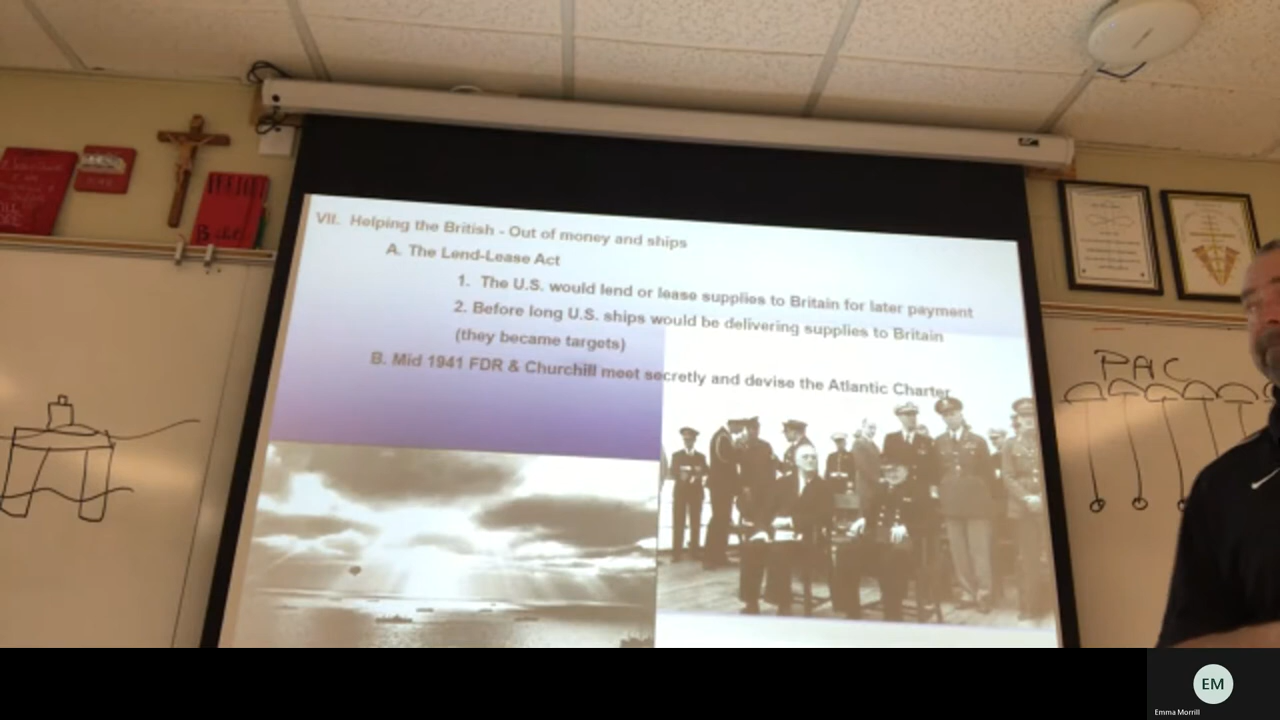 VII. Helping the British - Out of money and ships
A. The Lend-Lease Act
1. The U.S. would lend or lease supplies to Britain for later payment
2. Before long U.S. ships would be delivering supplies to Britain
(they became targets)
B. Mid 1941 FDR & Churchill meet secretly and devise the Atlantic Charter
PAC
EM
Emma Morrill